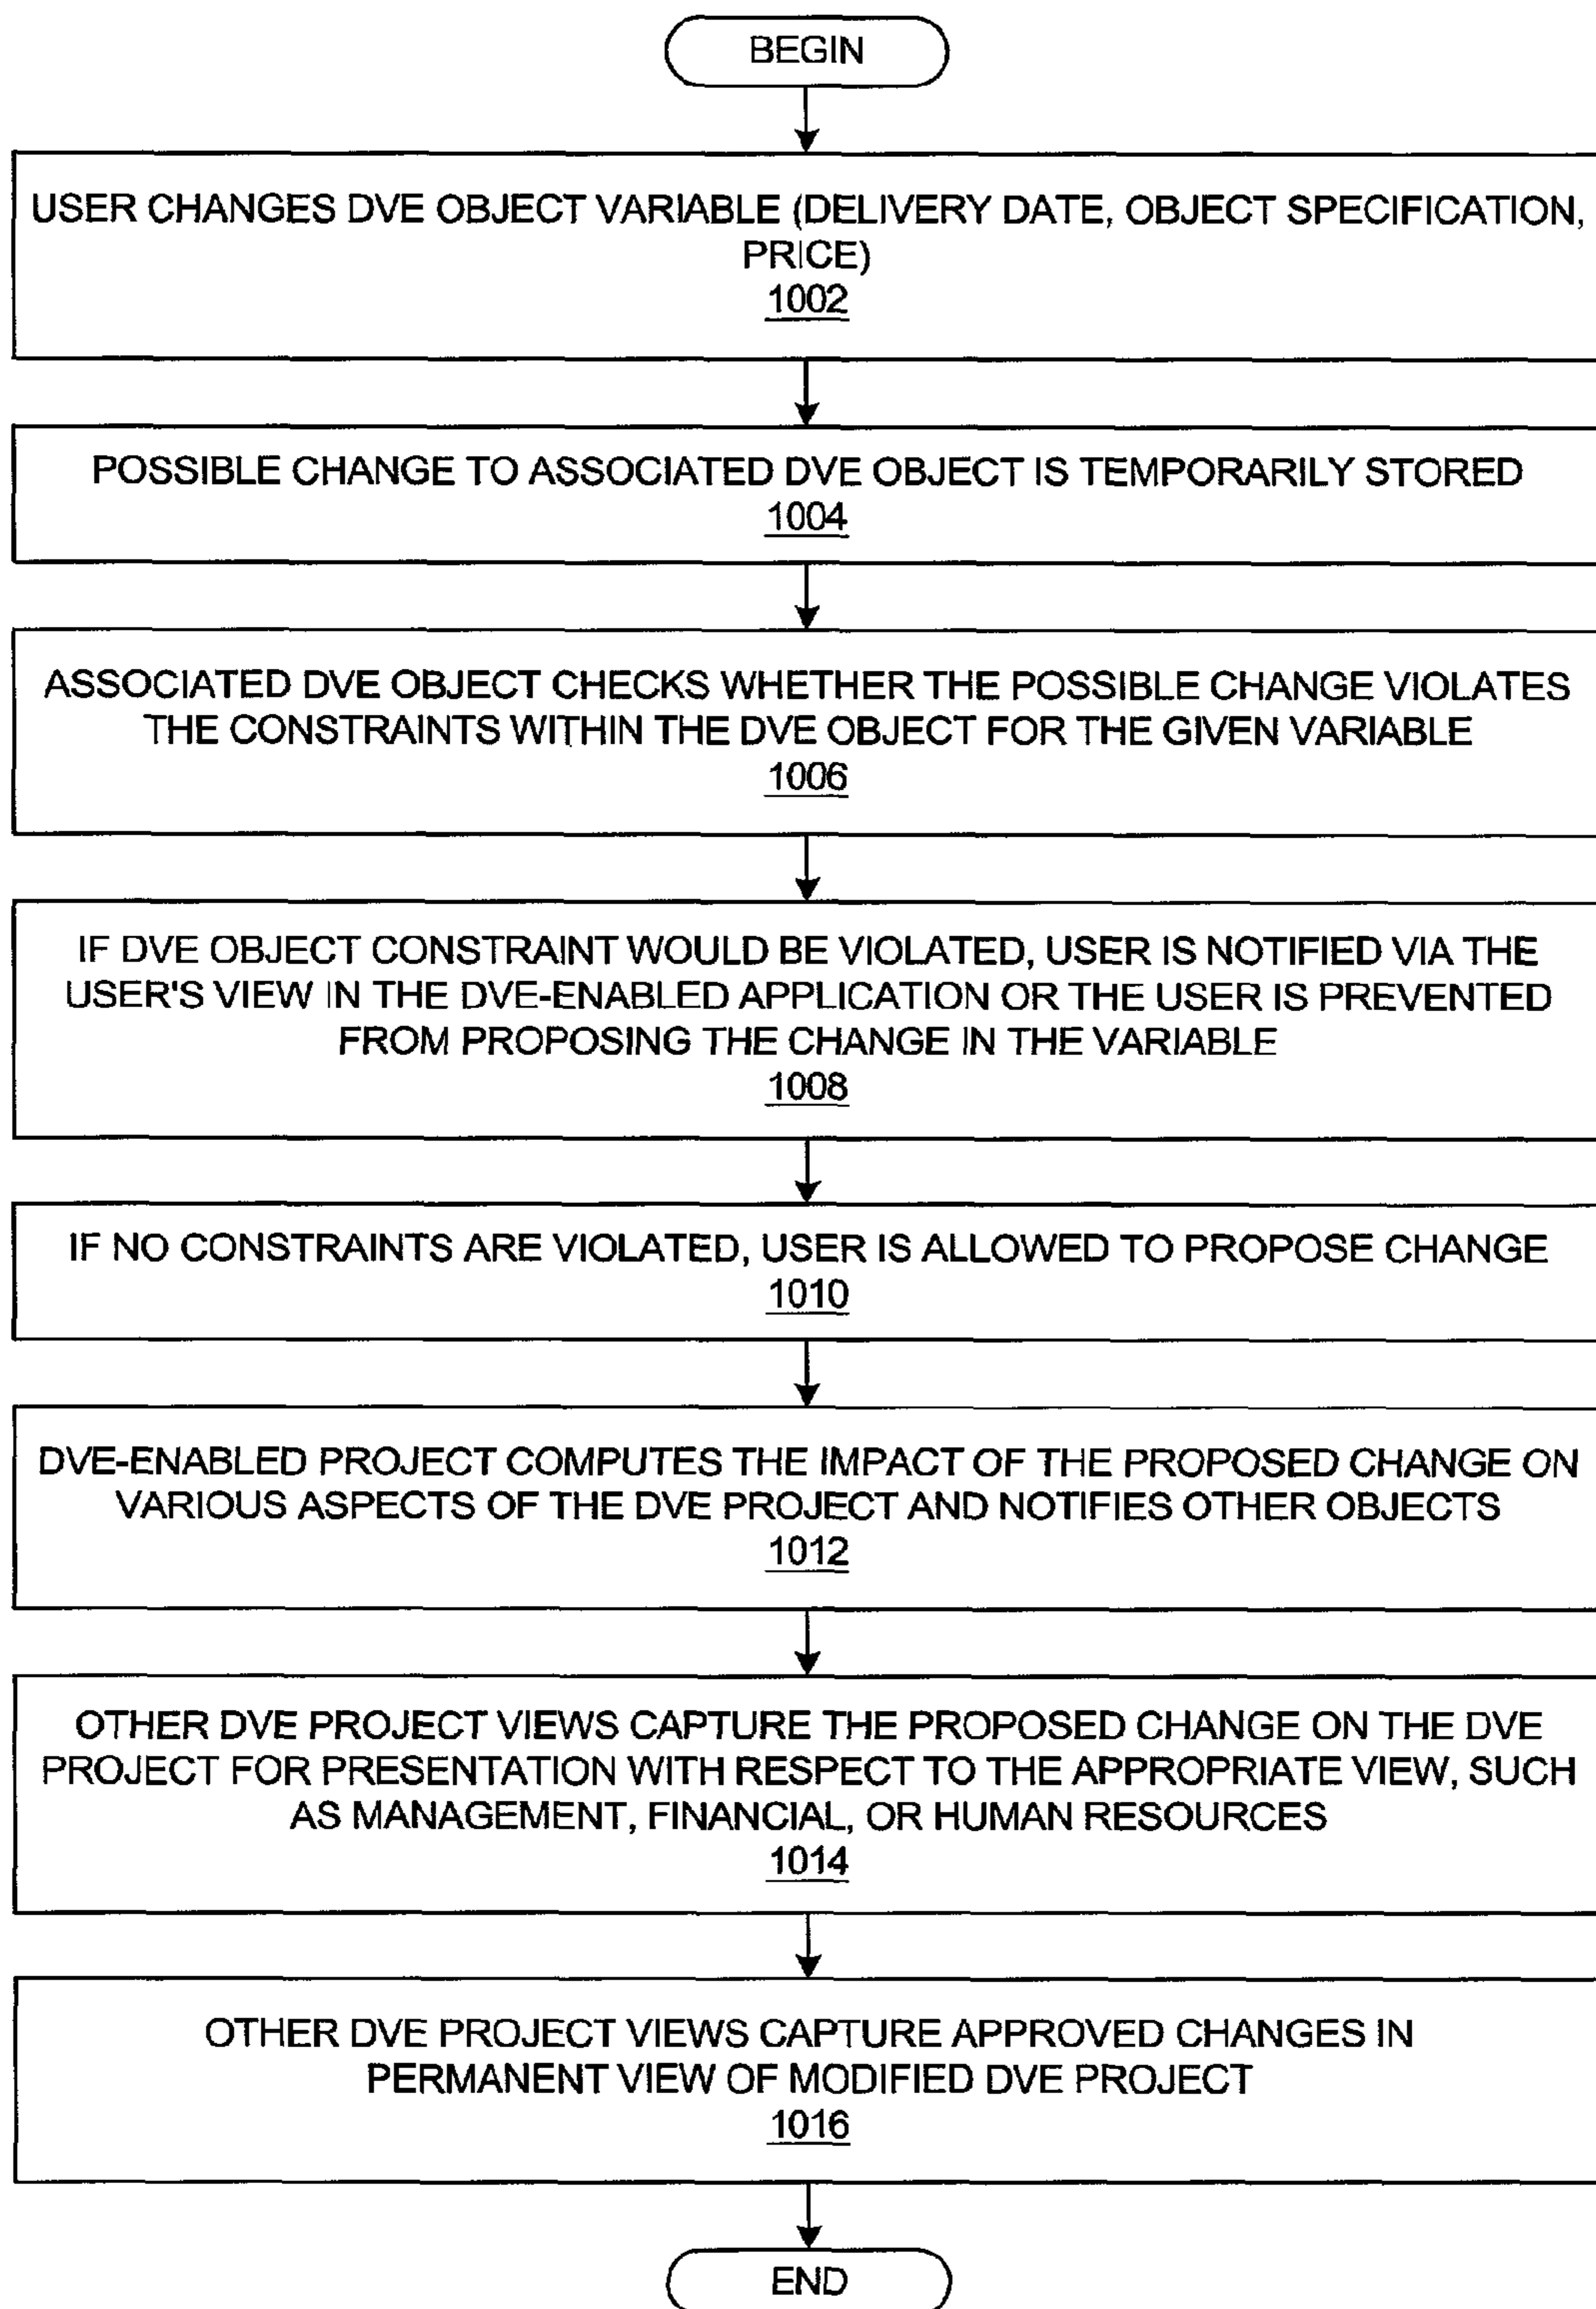 BEGIN
USER CHANGES DVE OBJECT VARIABLE (DELIVERY DATE, OBJECT SPECIFICATION,
PRICE)
1002
POSSIBLE CHANGE TO ASSOCIATED DVE OBJECT IS TEMPORARILY STORED
1004
ASSOCIATED DVE OBJECT CHECKS WHETHER THE POSSIBLE CHANGE VIOLATES
THE CONSTRAINTS WITHIN THE DVE OBJECT FOR THE GIVEN VARIABLE
1006
IF DVE OBJECT CONSTRAINT WOULD BE VIOLATED, USER IS NOTIFIED VIA THE
USER'S VIEW IN THE DVE-ENABLED APPLICATION OR THE USER IS PREVENTED
FROM PROPOSING THE CHANGE IN THE VARIABLE
1008
IF NO CONSTRAINTS ARE VIOLATED, USER IS ALLOWED TO PROPOSE CHANGE
1010
DVE-ENABLED PROJECT COMPUTES THE IMPACT OF THE PROPOSED CHANGE ON
VARIOUS ASPECTS OF THE DVE PROJECT AND NOTIFIES OTHER OBJECTS
1012
OTHER DVE PROJECT VIEWS CAPTURE THE PROPOSED CHANGE ON THE DVE
PROJECT FOR PRESENTATION WITH RESPECT TO THE APPROPRIATE VIEW, SUCH
AS MANAGEMENT, FINANCIAL, OR HUMAN RESOURCES
1014
OTHER DVE PROJECT VIEWS CAPTURE APPROVED CHANGES IN
PERMANENT VIEW OF MODIFIED DVE PROJECT
1016
END